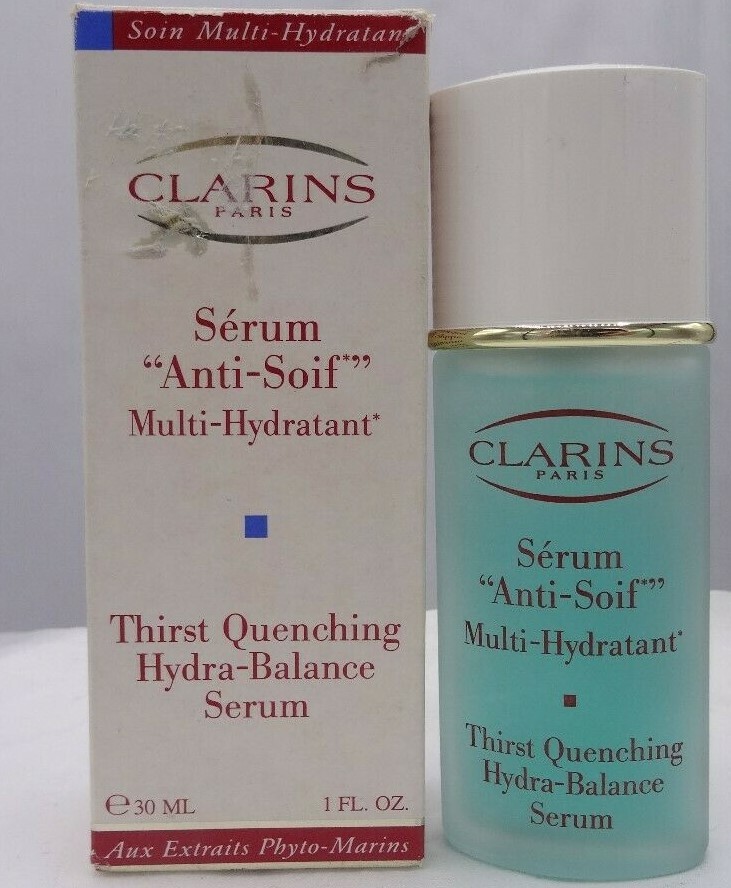 Soin Multi-Hydratant
CLARINS
PARIS
Sérum
“Anti-Soif*”
Multi-Hydratant*
Thirst Quenching
Hydra-Balance
Serum
℮ 30 ML 1 FL. OZ.
Aux Extraits Phyto-Marins
CLARINS
PARIS
Sérum
“Anti-Soif*”
Multi-Hydratant*
Thirst Quenching
Hydra-Balance
Serum